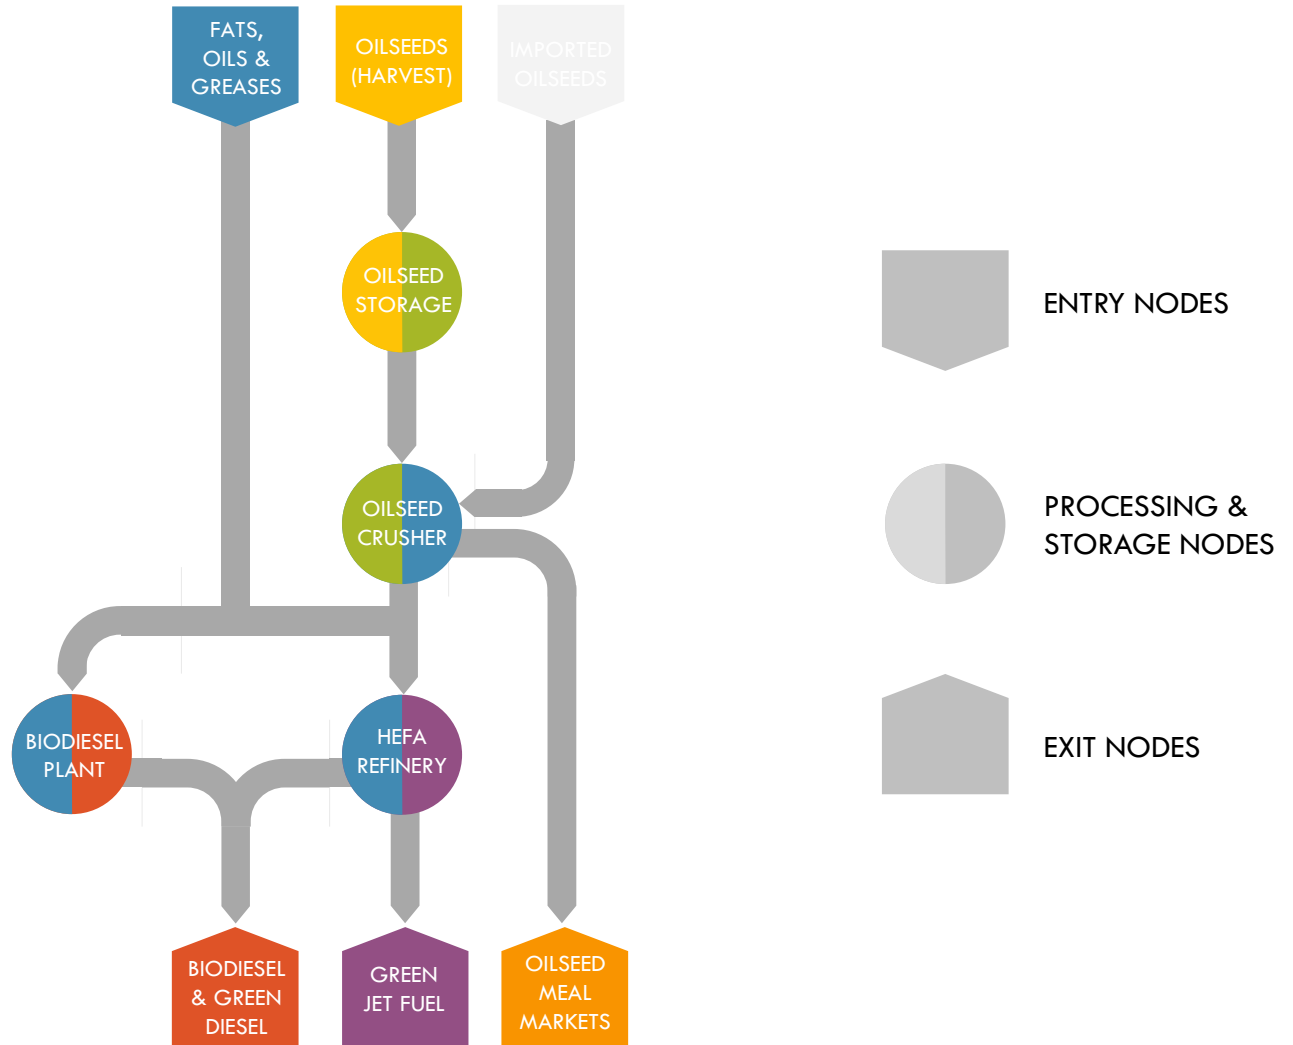 FATS,
OILS &
GREASES
OILSEEDS
(HARVEST)
IMPORTED
OILSEEDS
OILSEED
STORAGE
ENTRY NODES
OILSEED
CRUSHER
PROCESSING &
STORAGE NODES
BIODIESEL
PLANT
HEFA
REFINERY
EXIT NODES
BIODIESEL
& GREEN
DIESEL
GREEN
JET FUEL
OILSEED
MEAL
MARKETS